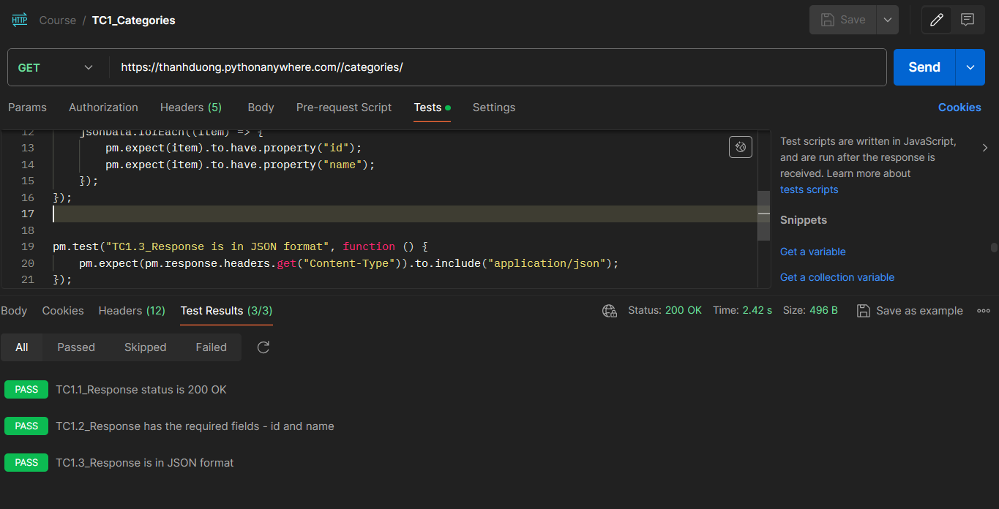 HTTP Course / TC1_Categories Save
GET https://thanhduong.pythonanywhere.com//categories/ Send
Params Authorization Headers (5) Body Pre-request Script Tests Settings Cookies
12 jsonData.forEach((item) => {
13 pm.expect(item).to.have.property("id");
14 pm.expect(item).to.have.property("name");
15 });
16 });
17
18
19 pm.test("TC1.3_Response is in JSON format", function () {
20 pm.expect(pm.response.headers.get("Content-Type")).to.include("application/json");
21 });
Test scripts are written in JavaScript,
and are run after the response is
received. Learn more about
tests scripts
Snippets
Get a variable
Get a collection variable
Body Cookies Headers (12) Test Results (3/3) Status: 200 OK Time: 2.42 s Size: 496 B Save as example
All Passed Skipped Failed
PASS TC1.1_Response status is 200 OK
PASS TC1.2_Response has the required fields - id and name
PASS TC1.3_Response is in JSON format